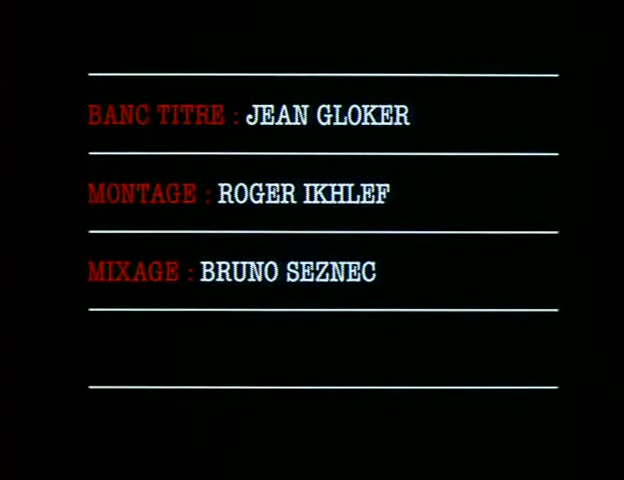 BANC TITRE : JEAN GLOKER
MONTAGE : ROGER IKHLEF
MIXAGE : BRUNO SEZNEC